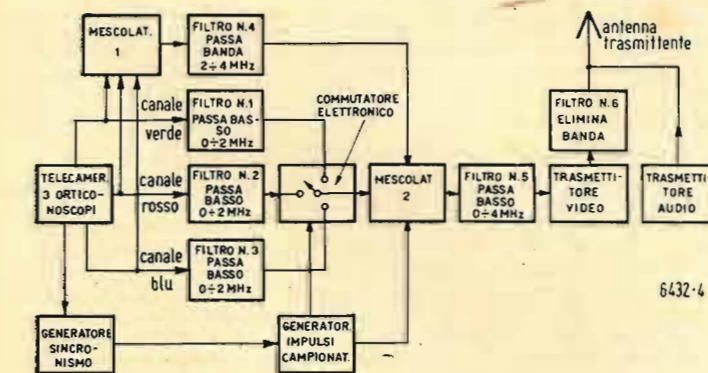 MESCOLAT.
1
FILTRO N.4
PASSA
BANDA
2÷4 MHz
antenna
trasmittente
canale
verde
FILTRO N.1
PASSA BAS-
SO
0÷2 MHz
COMMUTATORE
ELETTRONICO
FILTRO N.6
ELIMINA
BANDA
TELECAMER.
3 ORTICO-
NOSCOPI
canale
rosso
FILTRO N.2
PASSA
BASSO
0÷2 MHz
MESCOLAT
2
FILTRO N.5
PASSA
BASSO
0÷4 MHz
TRASMETTI-
TORE
VIDEO
TRASMETTI
TORE
AUDIO
canale
blu
FILTRO N.3
PASSA
BASSO
0÷2 MHz
6432·4
GENERATORE
SINCRO-
NISMO
GENERATOR.
IMPULSI
CAMPIONAT.